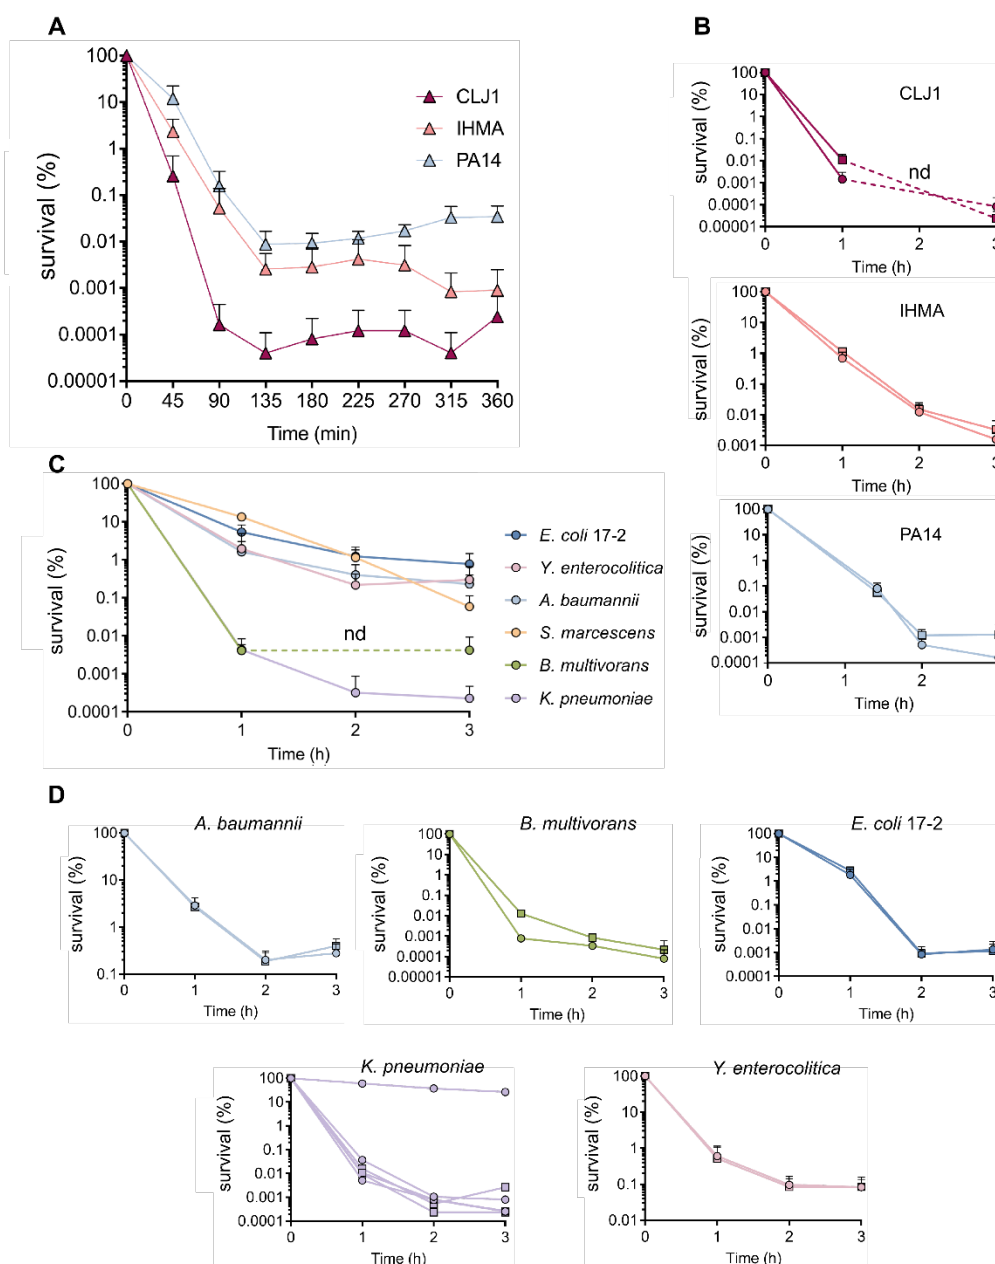 A
100
10
1
0.1
0.01
0.001
0.0001
0.00001
survival (%)
CLJ1
IHMA
PA14
0 45 90 135 180 225 270 315 360
Time (min)
B
100
10
1
0.1
0.01
0.001
0.0001
0.00001
survival (%)
CLJ1
nd
0 1 2 3
Time (h)
100
10
1
0.1
0.01
0.001
survival (%)
IHMA
0 1 2 3
Time (h)
100
10
1
0.1
0.01
0.001
0.0001
survival (%)
PA14
0 1 2
Time (h)
C
100
10
1
0.1
0.01
0.001
0.0001
survival (%)
nd
E. coli 17-2
Y. enterocolitica
A. baumannii
S. marcescens
B. multivorans
K. pneumoniae
0 1 2 3
Time (h)
D
A. baumannii
100
10
1
0.1
survival (%)
0 1 2 3
Time (h)
B. multivorans
100
10
1
0.1
0.01
0.001
0.0001
0.00001
survival (%)
0 1 2 3
Time (h)
E. coli 17-2
100
10
1
0.1
0.01
0.001
0.0001
survival (%)
0 1 2 3
Time (h)
K. pneumoniae
100
10
1
0.1
0.01
0.001
0.0001
survival (%)
0 1 2 3
Time (h)
Y. enterocolitica
100
10
1
0.1
0.01
survival (%)
0 1 2 3
Time (h)